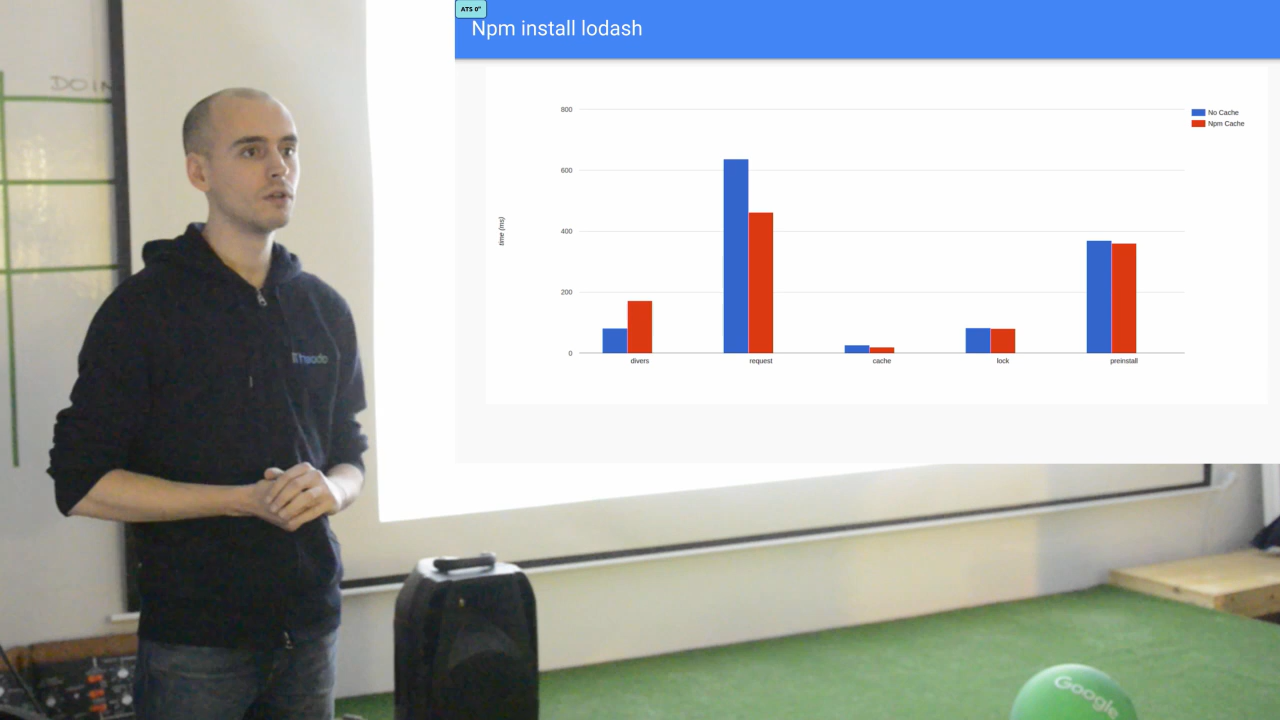 ATS 0"
Npm install lodash
DOIN
800
600
400
200
0
time (ms)
No Cache
Npm Cache
divers
request
cache
lock
preinstall
Google